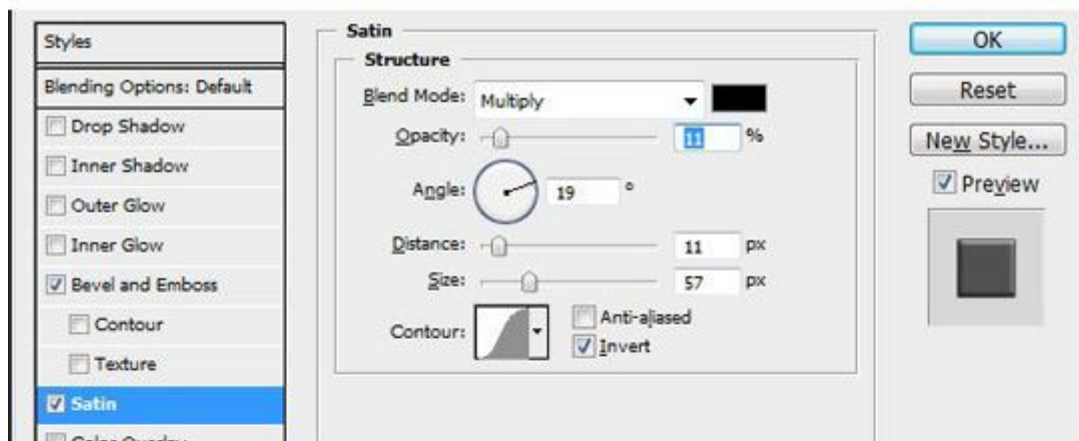 Styles
Blending Options: Default
Drop Shadow
Inner Shadow
Outer Glow
Inner Glow
Bevel and Emboss
Contour
Texture
Satin
Color Overlay
Satin
Structure
Blend Mode: Multiply
Opacity: 11 %
Angle: 19 °
Distance: 11 px
Size: 57 px
Contour: Anti-aliased
Invert
OK
Reset
New Style...
Preview